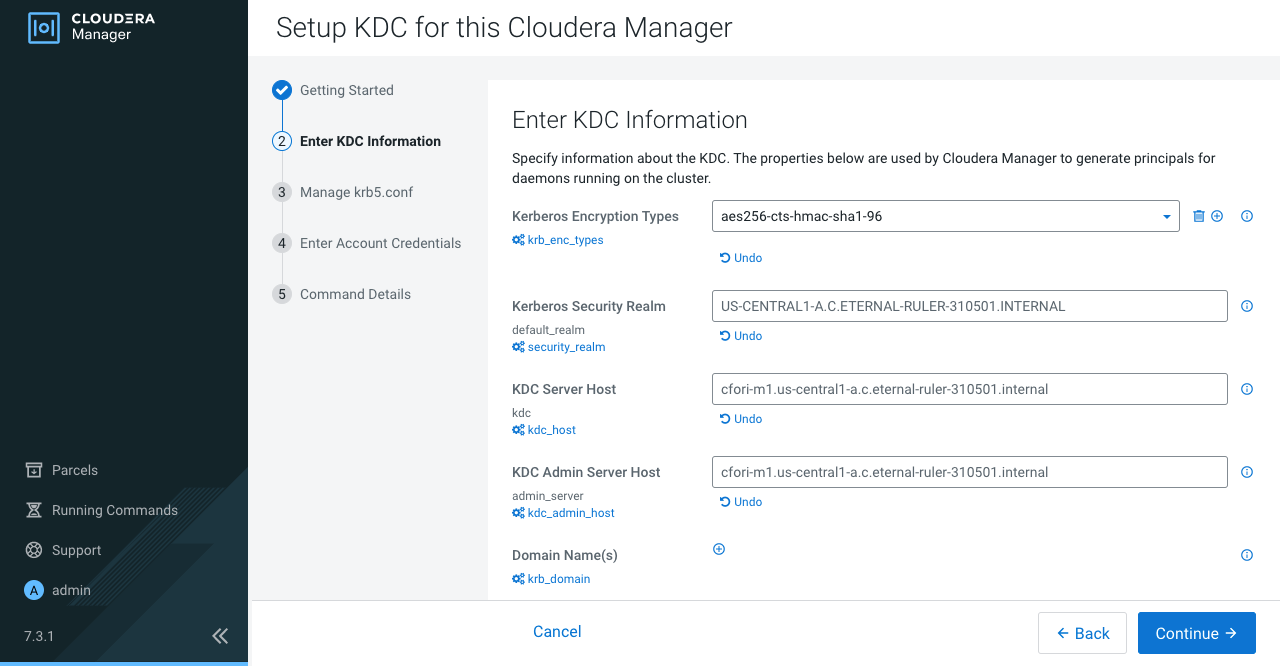 CLOUDERA
Manager
Setup KDC for this Cloudera Manager
Getting Started
2 Enter KDC Information
3 Manage krb5.conf
4 Enter Account Credentials
5 Command Details
Enter KDC Information
Specify information about the KDC. The properties below are used by Cloudera Manager to generate principals for
daemons running on the cluster.
Kerberos Encryption Types
krb_enc_types
aes256-cts-hmac-sha1-96
Undo
Kerberos Security Realm
default_realm
security_realm
US-CENTRAL1-A.C.ETERNAL-RULER-310501.INTERNAL
Undo
KDC Server Host
kdc
kdc_host
cfori-m1.us-central1-a.c.eternal-ruler-310501.internal
Undo
KDC Admin Server Host
admin_server
kdc_admin_host
cfori-m1.us-central1-a.c.eternal-ruler-310501.internal
Undo
Domain Name(s)
krb_domain
Parcels
Running Commands
Support
A admin
7.3.1
Cancel
Back
Continue